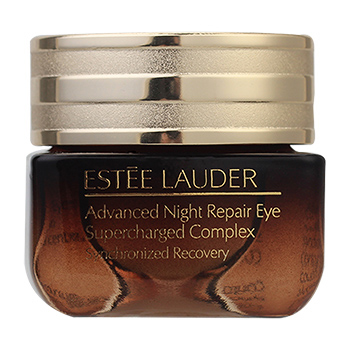 ESTĒE LAUDER
Advanced Night Repair Eye
Supercharged Complex
Synchronized Recovery